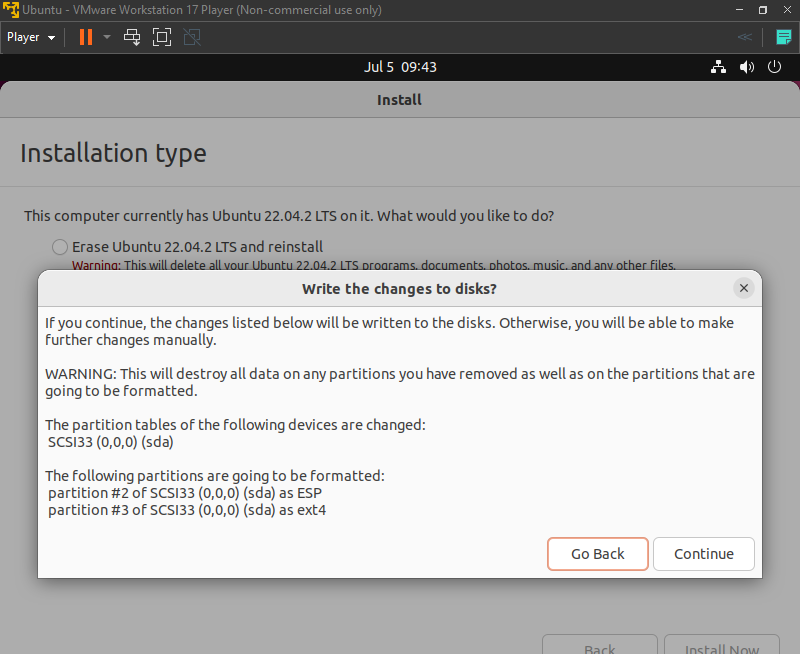 Ubuntu - VMware Workstation 17 Player (Non-commercial use only)
Player
Jul 5 09:43
Install
Installation type
This computer currently has Ubuntu 22.04.2 LTS on it. What would you like to do?
Erase Ubuntu 22.04.2 LTS and reinstall
Warning: This will delete all your Ubuntu 22.04.2 LTS programs, documents, photos, music, and any other files.
Write the changes to disks?
If you continue, the changes listed below will be written to the disks. Otherwise, you will be able to make
further changes manually.
WARNING: This will destroy all data on any partitions you have removed as well as on the partitions that are
going to be formatted.
The partition tables of the following devices are changed:
SCSI33 (0,0,0) (sda)
The following partitions are going to be formatted:
partition #2 of SCSI33 (0,0,0) (sda) as ESP
partition #3 of SCSI33 (0,0,0) (sda) as ext4
Go Back
Continue
Back
Install Now